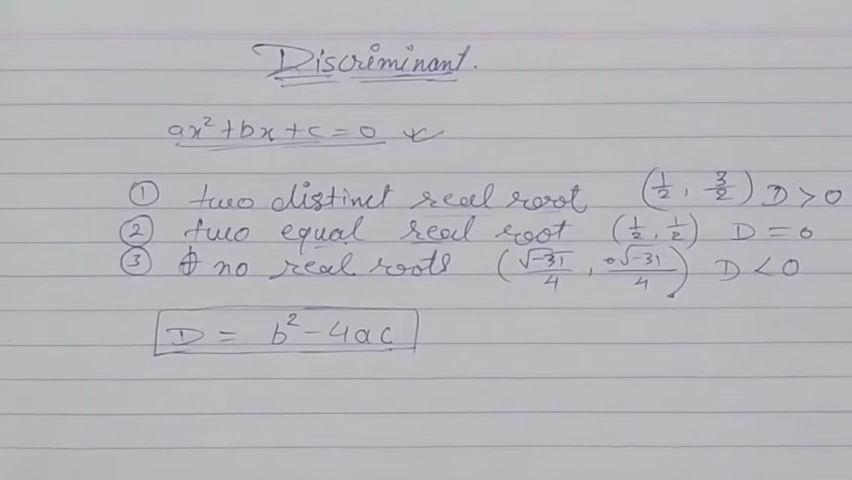 Discriminant.
ax² + bx + c = 0
① two distinct real root (1/2, 3/2) D > 0
② two equal real root (1/2, 1/2) D = 0
③ no real roots (√-31/4, √-31/4) D < 0
D = b² - 4ac